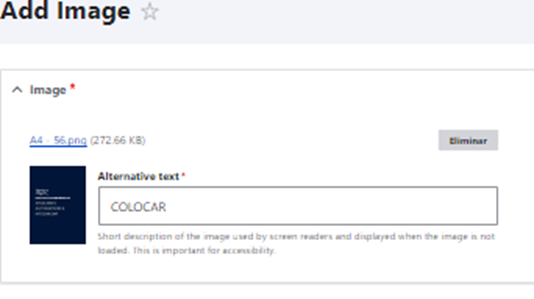 Add Image
Image *
A4 - 56.png (272.66 KB)
Eliminar
Alternative text *
COLOCAR
Short description of the image used by screen readers and displayed when the image is not
loaded. This is important for accessibility.